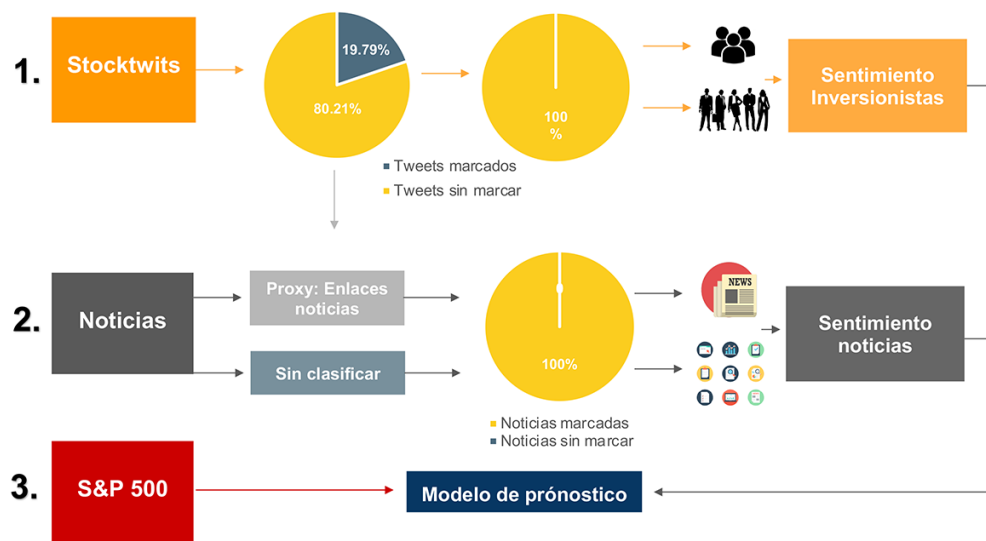 1.
Stocktwits
19.79%
80.21%
100
%
Sentimiento
Inversionistas
Tweets marcados
Tweets sin marcar
2.
Noticias
Proxy: Enlaces
noticias
Sin clasificar
0
100%
NEWS
Sentimiento
noticias
Noticias marcadas
Noticias sin marcar
3.
S&P 500
Modelo de prónostico